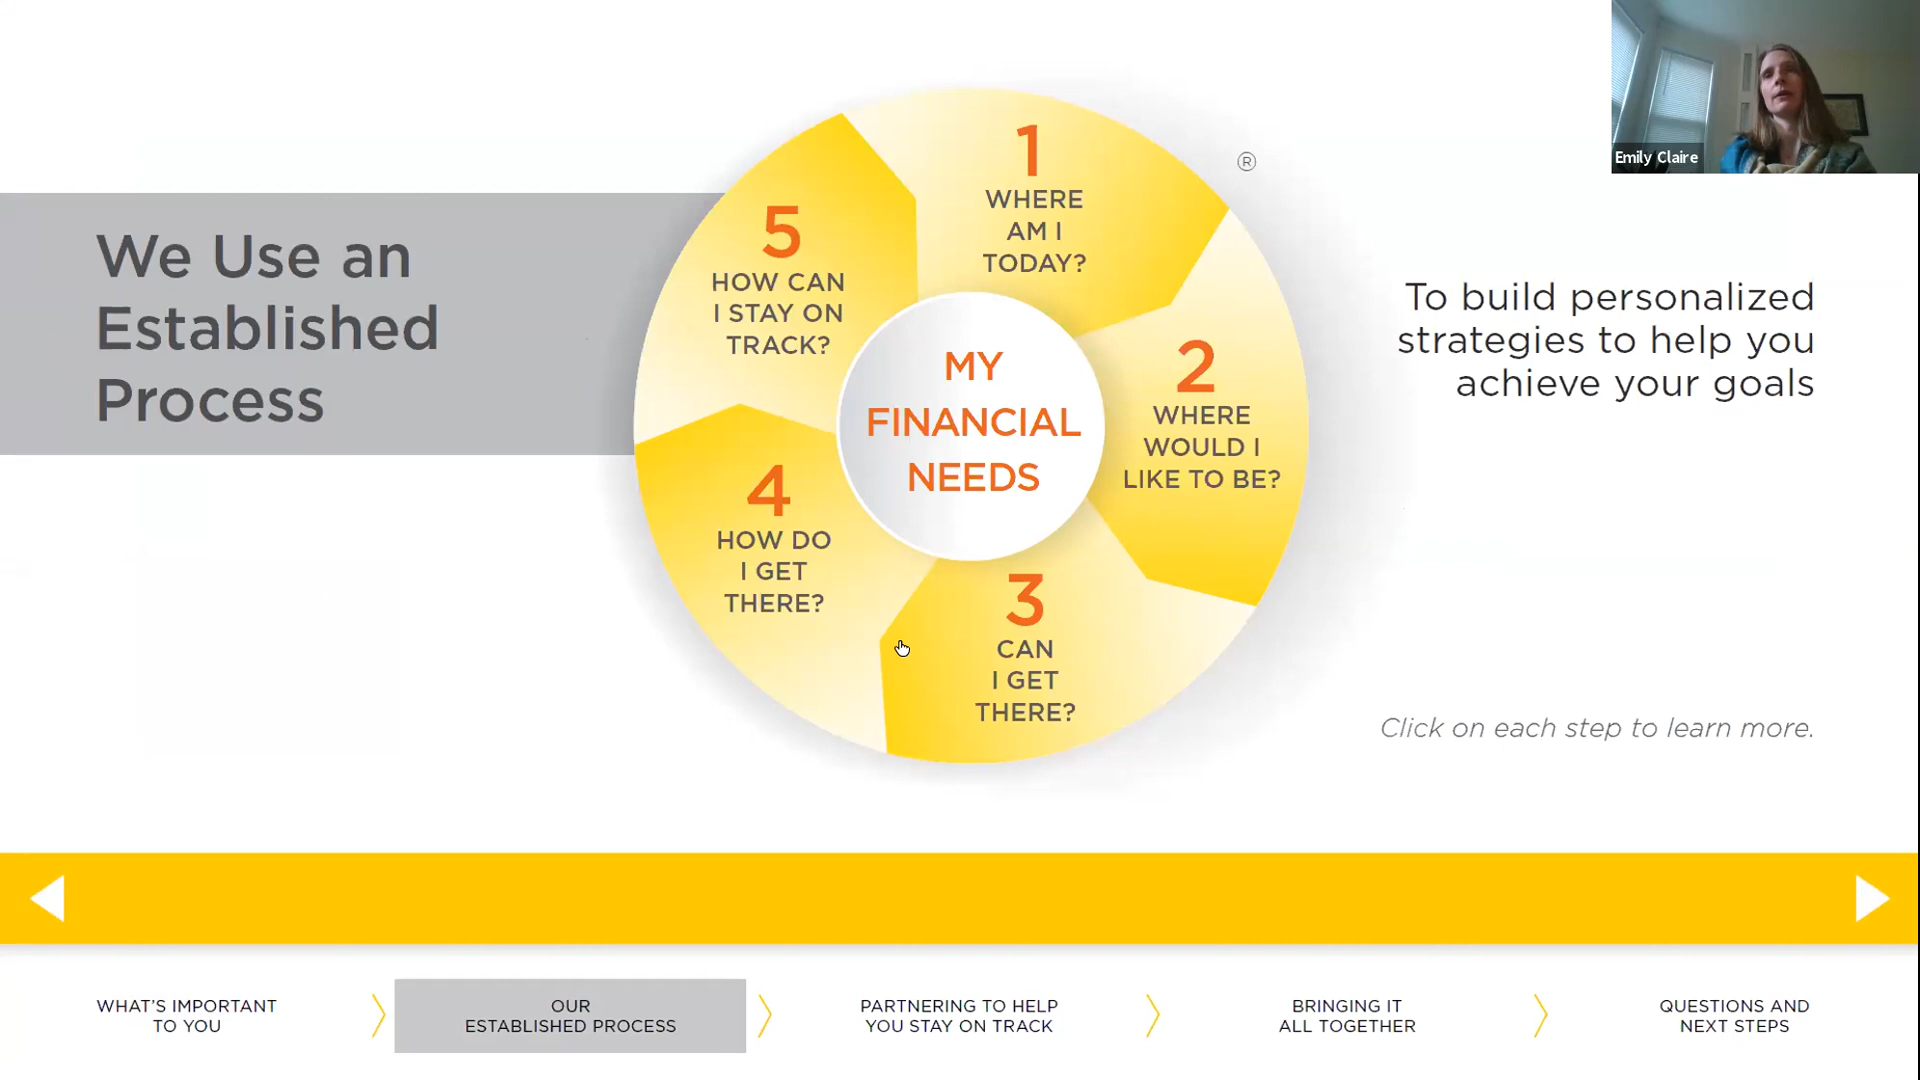 We Use an
Established
Process
1
WHERE
AM I
TODAY?
®
2
WHERE
WOULD I
LIKE TO BE?
3
CAN
I GET
THERE?
4
HOW DO
I GET
THERE?
5
HOW CAN
I STAY ON
TRACK?
MY
FINANCIAL
NEEDS
To build personalized
strategies to help you
achieve your goals
Click on each step to learn more.
Emily Claire
WHAT'S IMPORTANT
TO YOU
OUR
ESTABLISHED PROCESS
PARTNERING TO HELP
YOU STAY ON TRACK
BRINGING IT
ALL TOGETHER
QUESTIONS AND
NEXT STEPS